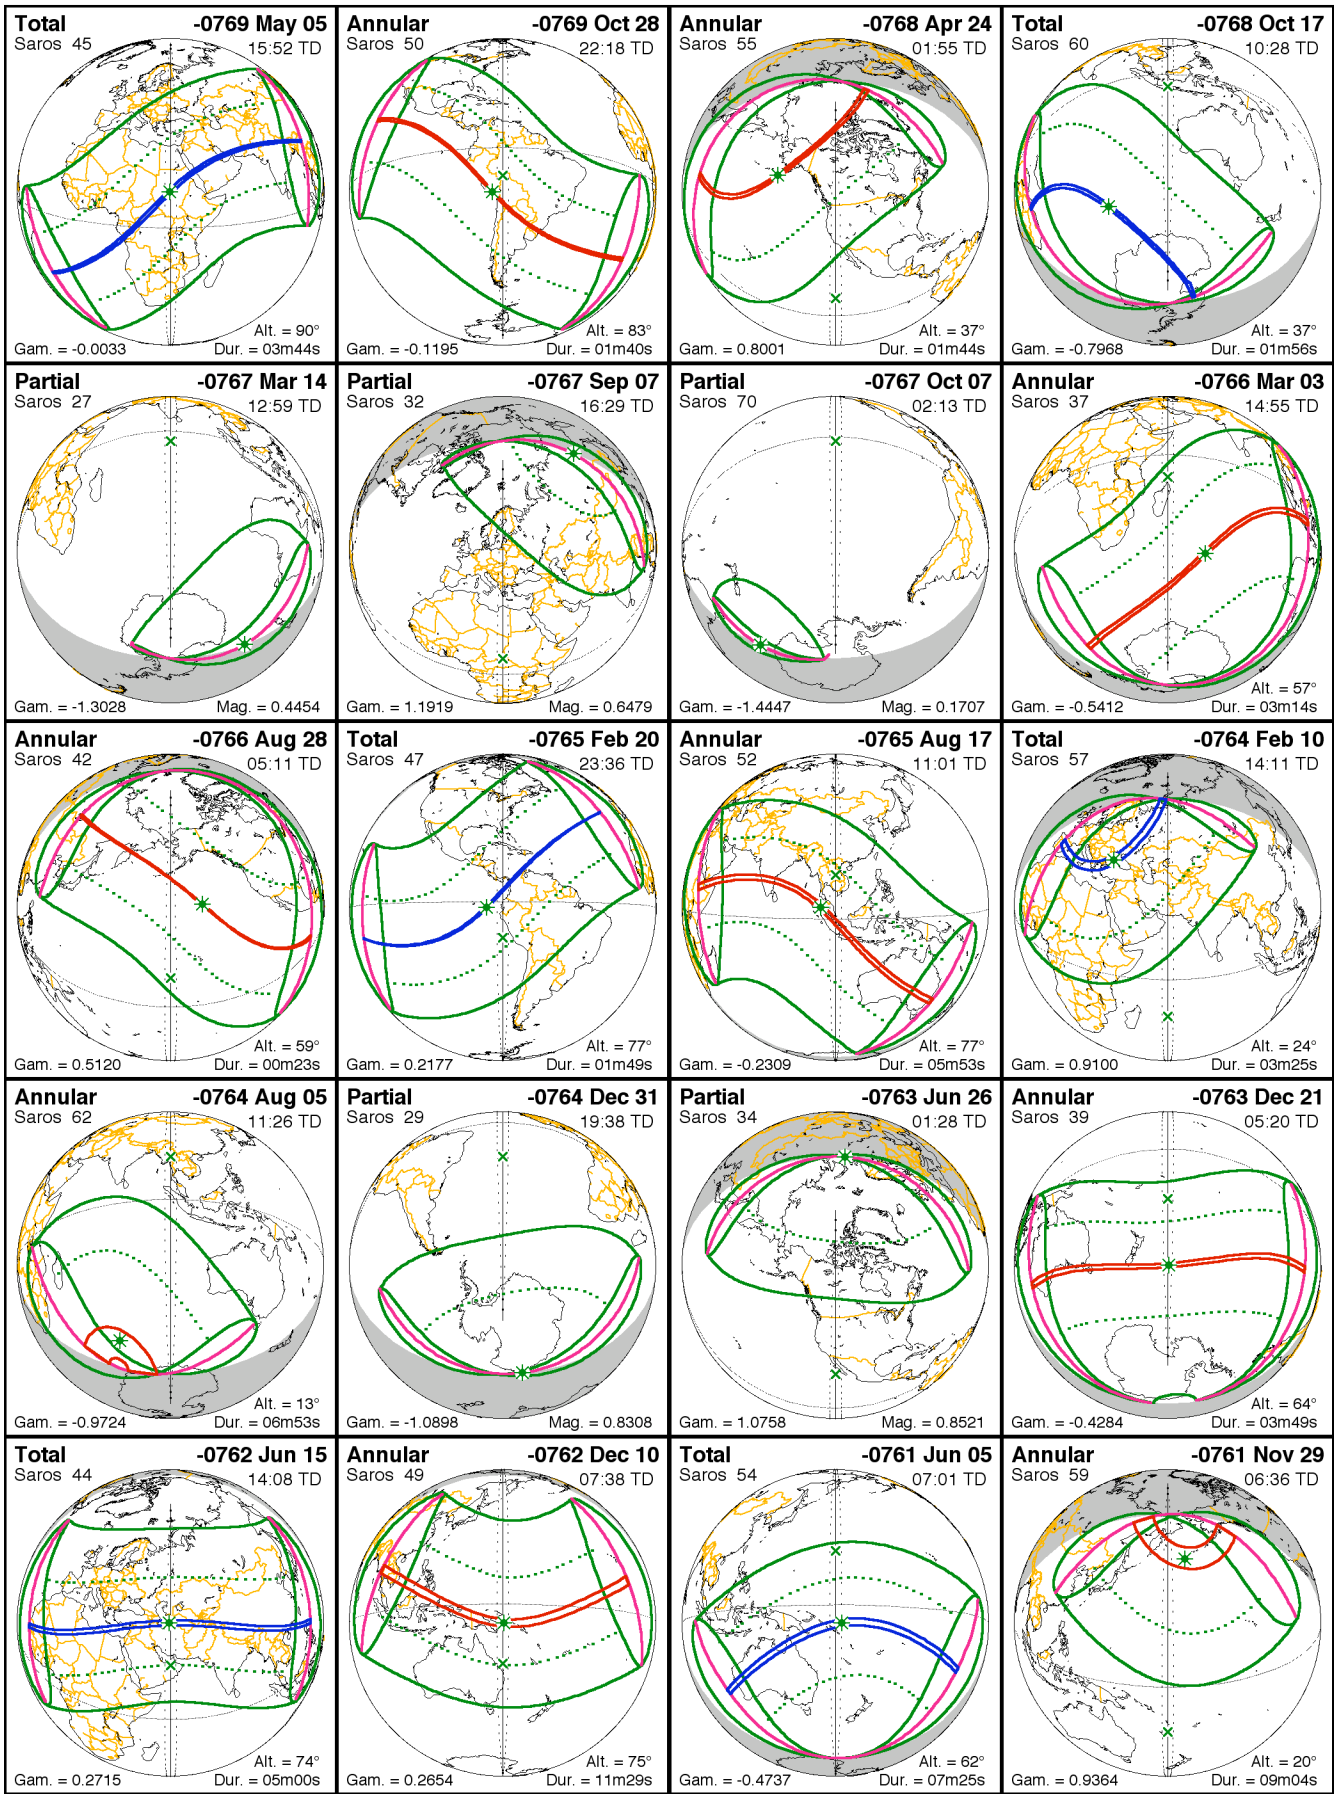 Total -0769 May 05
Saros 45 15:52 TD
Alt. = 90°
Gam. = -0.0033 Dur. = 03m44s
Annular -0769 Oct 28
Saros 50 22:18 TD
Alt. = 83°
Gam. = -0.1195 Dur. = 01m40s
Annular -0768 Apr 24
Saros 55 01:55 TD
Alt. = 37°
Gam. = 0.8001 Dur. = 01m44s
Total -0768 Oct 17
Saros 60 10:28 TD
Alt. = 37°
Gam. = -0.7968 Dur. = 01m56s
Partial -0767 Mar 14
Saros 27 12:59 TD
Gam. = -1.3028 Mag. = 0.4454
Partial -0767 Sep 07
Saros 32 16:29 TD
Gam. = 1.1919 Mag. = 0.6479
Partial -0767 Oct 07
Saros 70 02:13 TD
Gam. = -1.4447 Mag. = 0.1707
Annular -0766 Mar 03
Saros 37 14:55 TD
Alt. = 57°
Gam. = -0.5412 Dur. = 03m14s
Annular -0766 Aug 28
Saros 42 05:11 TD
Alt. = 59°
Gam. = 0.5120 Dur. = 00m23s
Total -0765 Feb 20
Saros 47 23:36 TD
Alt. = 77°
Gam. = 0.2177 Dur. = 01m49s
Annular -0765 Aug 17
Saros 52 11:01 TD
Alt. = 77°
Gam. = -0.2309 Dur. = 05m53s
Total -0764 Feb 10
Saros 57 14:11 TD
Alt. = 24°
Gam. = 0.9100 Dur. = 03m25s
Annular -0764 Aug 05
Saros 62 11:26 TD
Alt. = 13°
Gam. = -0.9724 Dur. = 06m53s
Partial -0764 Dec 31
Saros 29 19:38 TD
Gam. = -1.0898 Mag. = 0.8308
Partial -0763 Jun 26
Saros 34 01:28 TD
Gam. = 1.0758 Mag. = 0.8521
Annular -0763 Dec 21
Saros 39 05:20 TD
Alt. = 64°
Gam. = -0.4284 Dur. = 03m49s
Total -0762 Jun 15
Saros 44 14:08 TD
Alt. = 74°
Gam. = 0.2715 Dur. = 05m00s
Annular -0762 Dec 10
Saros 49 07:38 TD
Alt. = 75°
Gam. = 0.2654 Dur. = 11m29s
Total -0761 Jun 05
Saros 54 07:01 TD
Alt. = 62°
Gam. = -0.4737 Dur. = 07m25s
Annular -0761 Nov 29
Saros 59 06:36 TD
Alt. = 20°
Gam. = 0.9364 Dur. = 09m04s